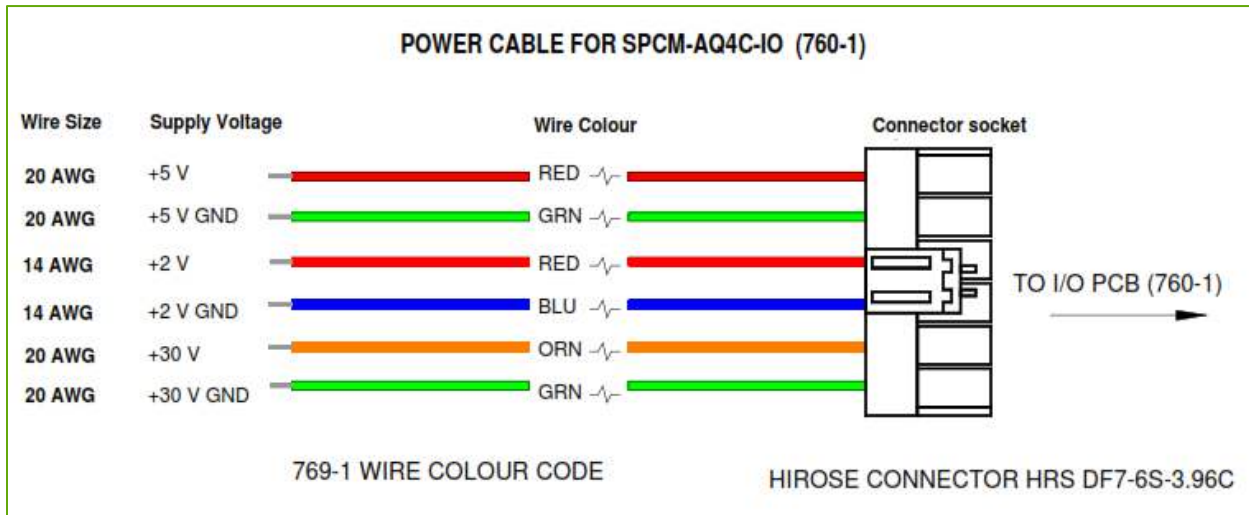 POWER CABLE FOR SPCM-AQ4C-IO (760-1)
Wire Size Supply Voltage Wire Colour Connector socket
20 AWG +5 V RED
20 AWG +5 V GND GRN
14 AWG +2 V RED
TO I/O PCB (760-1)
14 AWG +2 V GND BLU
20 AWG +30 V ORN
20 AWG +30 V GND GRN
769-1 WIRE COLOUR CODE
HIROSE CONNECTOR HRS DF7-6S-3.96C